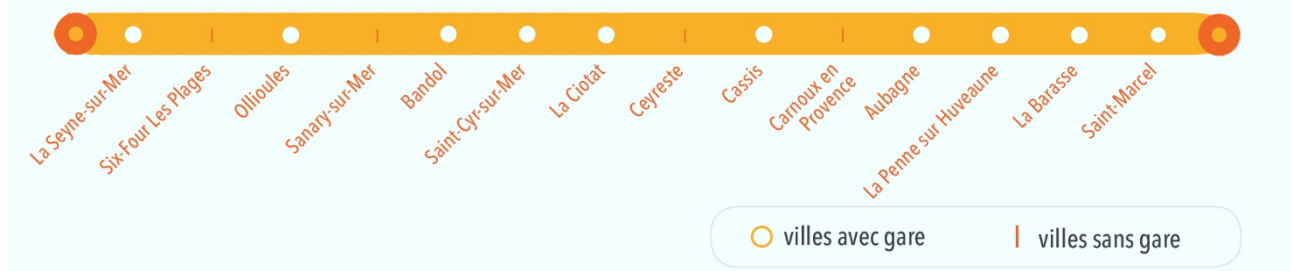 La Seyne-sur-Mer
Six-Four Les Plages
Ollioules
Sanary-sur-Mer
Bandol
Saint-Cyr-sur-Mer
La Ciotat
Ceyreste
Cassis
Carnoux en
Provence
Aubagne
La Penne sur Huveaune
La Barasse
Saint-Marcel
villes avec gare
villes sans gare